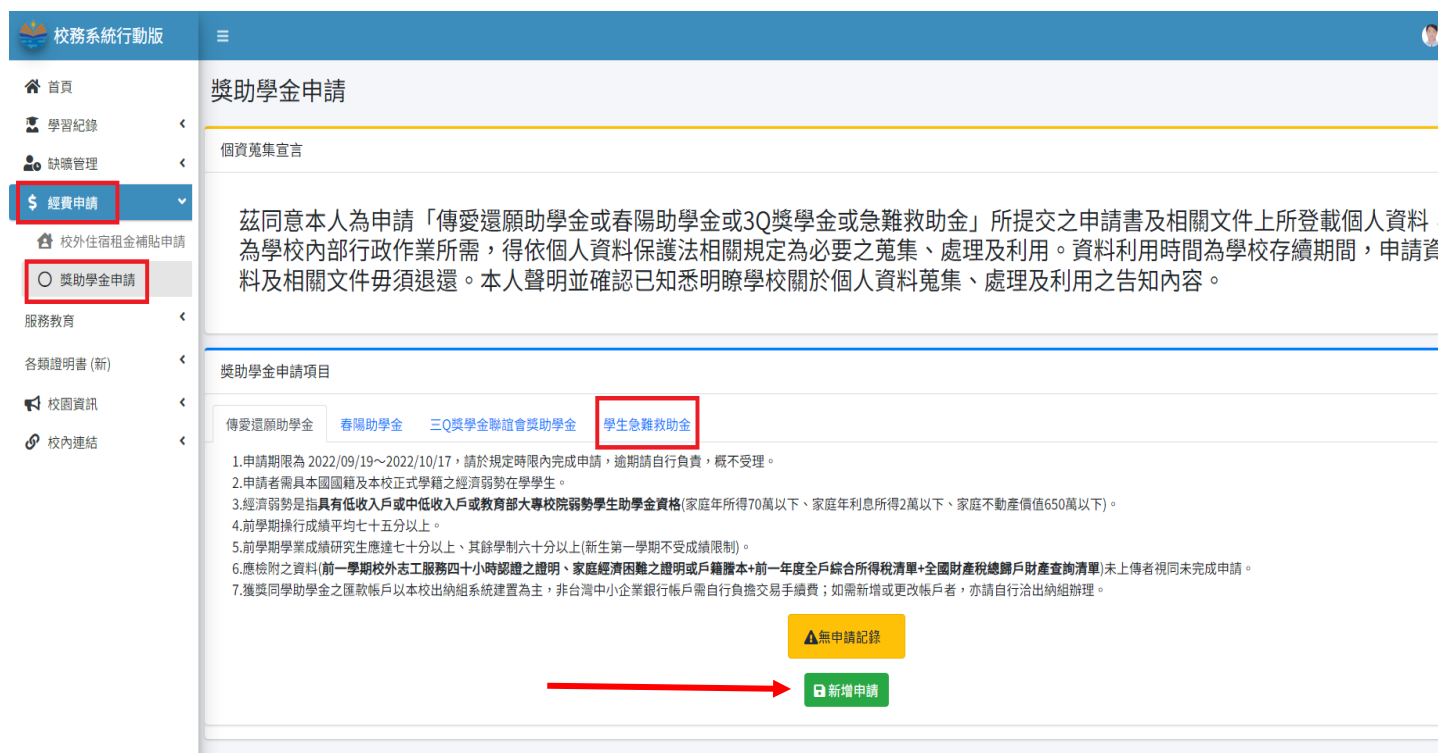 校務系統行動版
首頁
學習紀錄
缺曠管理
經費申請
校外住宿租金補貼申請
獎助學金申請
服務教育
各類證明書 (新)
校園資訊
校內連結
獎助學金申請
個資蒐集宣言
茲同意本人為申請「傳愛還願助學金或春陽助學金或3Q獎學金或急難救助金」所提交之申請書及相關文件上所登載個人資料，
為學校內部行政作業所需，得依個人資料保護法相關規定為必要之蒐集、處理及利用。資料利用時間為學校存續期間，申請資
料及相關文件毋須退還。本人聲明並確認已知悉明瞭學校關於個人資料蒐集、處理及利用之告知內容。
獎助學金申請項目
傳愛還願助學金 春陽助學金 三Q獎學金聯誼會獎助學金 學生急難救助金
1.申請期限為 2022/09/19～2022/10/17，請於規定時限內完成申請，逾期請自行負責，概不受理。
2.申請者需具本國國籍及本校正式學籍之經濟弱勢在學學生。
3.經濟弱勢是指具有低收入戶或中低收入戶或教育部大專校院弱勢學生助學金資格(家庭年所得70萬以下、家庭年利息所得2萬以下、家庭不動產價值650萬以下)。
4.前學期操行成績平均七十五分以上。
5.前學期學業成績研究生應達七十分以上、其餘學制六十分以上(新生第一學期不受成績限制)。
6.應檢附之資料(前一學期校外志工服務四十小時認證之證明、家庭經濟困難之證明或戶籍謄本+前一年度全戶綜合所得稅清單+全國財產稅總歸戶財產查詢清單)未上傳者視同未完成申請。
7.獲獎同學助學金之匯款帳戶以本校出納組系統建置為主，非台灣中小企業銀行帳戶需自行負擔交易手續費；如需新增或更改帳戶者，亦請自行洽出納組辦理。
無申請記錄
新增申請